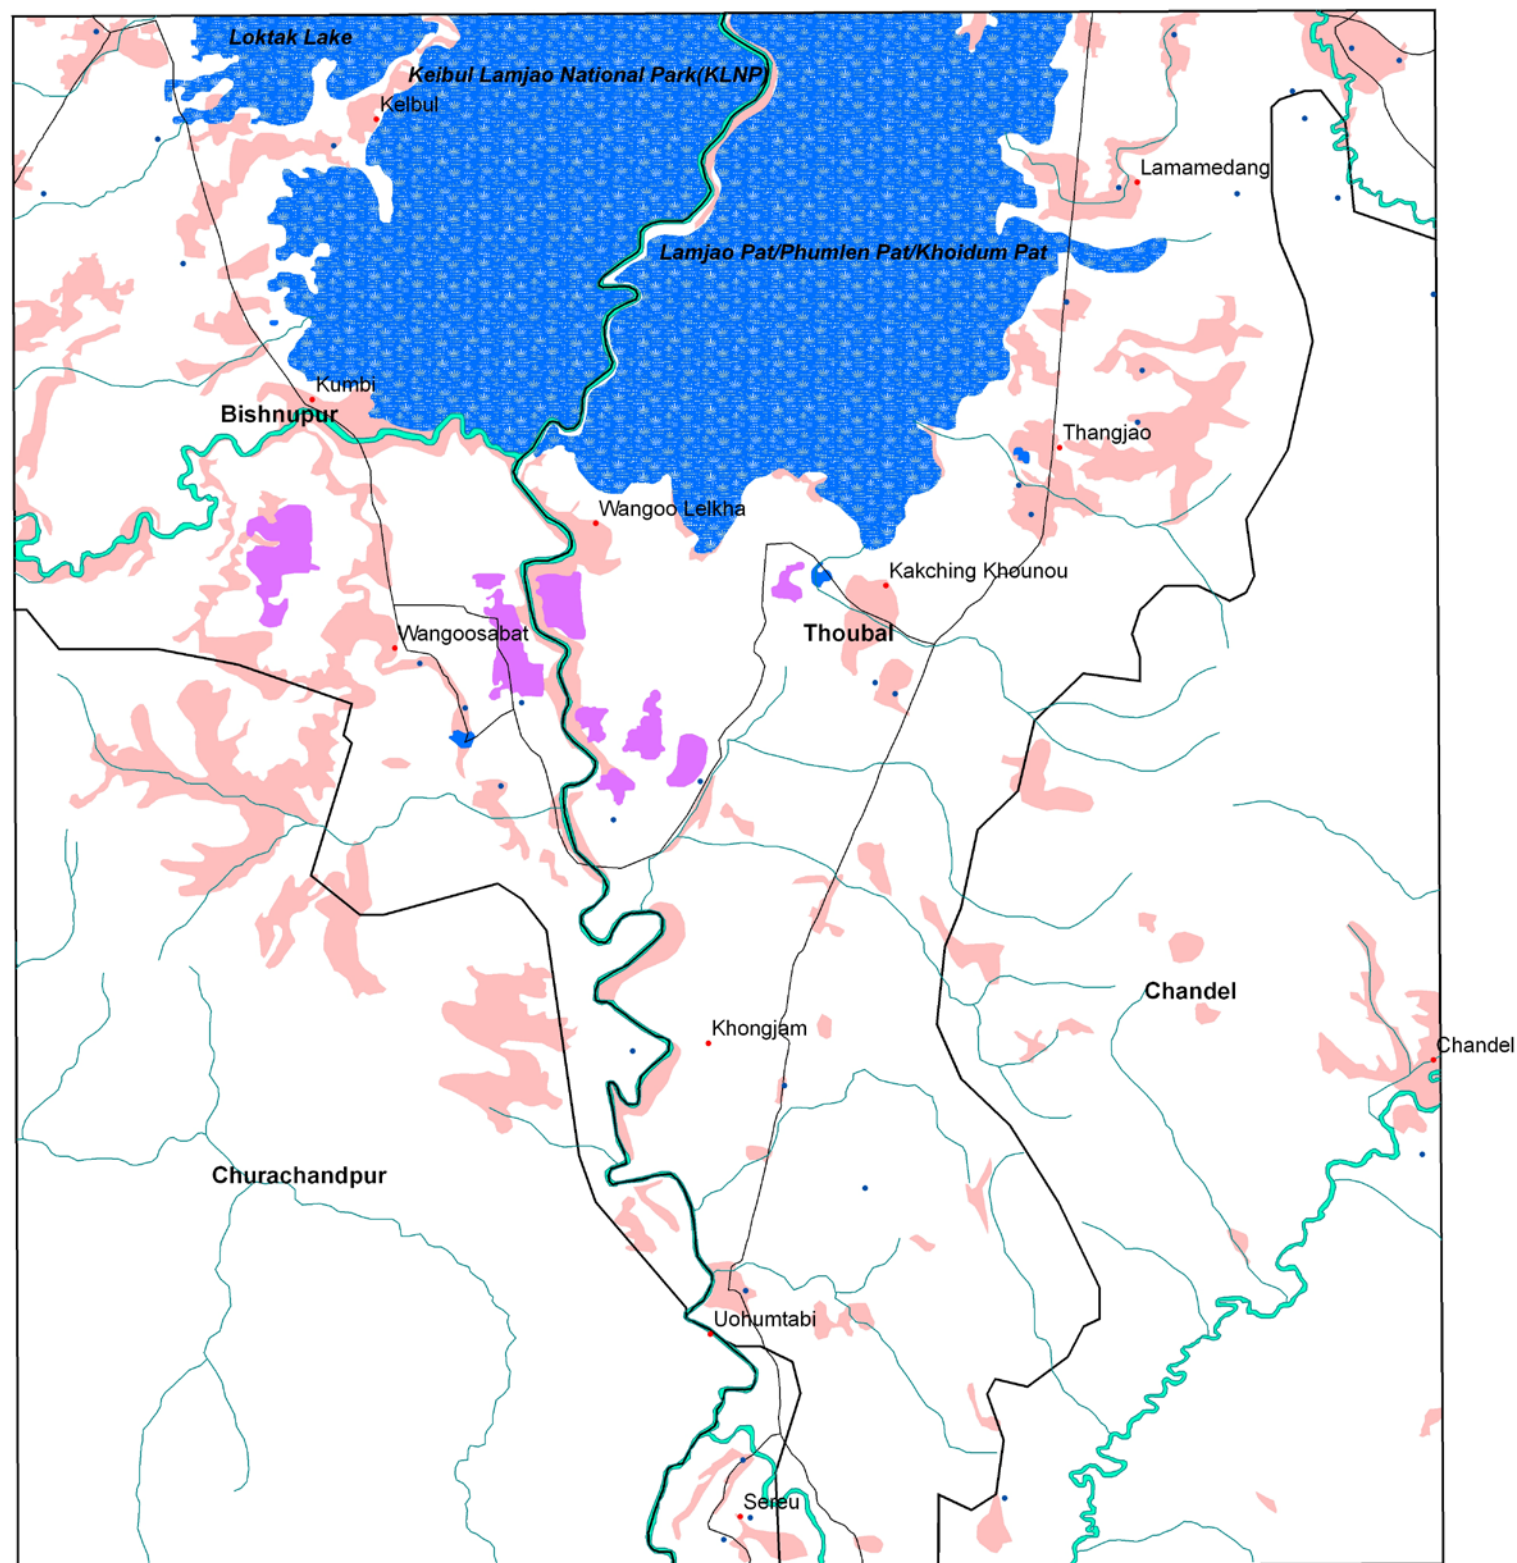 Loktak Lake
Keibul Lamjao National Park(KLNP)
Kelbul
Lamamedang
Lamjao Pat/Phumlen Pat/Khoidum Pat
Kumbi
Bishnupur
Thangjao
Wangoo Lelkha
Kakching Khounou
Wangoosabat
Thoubal
Chandel
Khongjam
Chandel
Churachandpur
Uohumtabi
Sereu